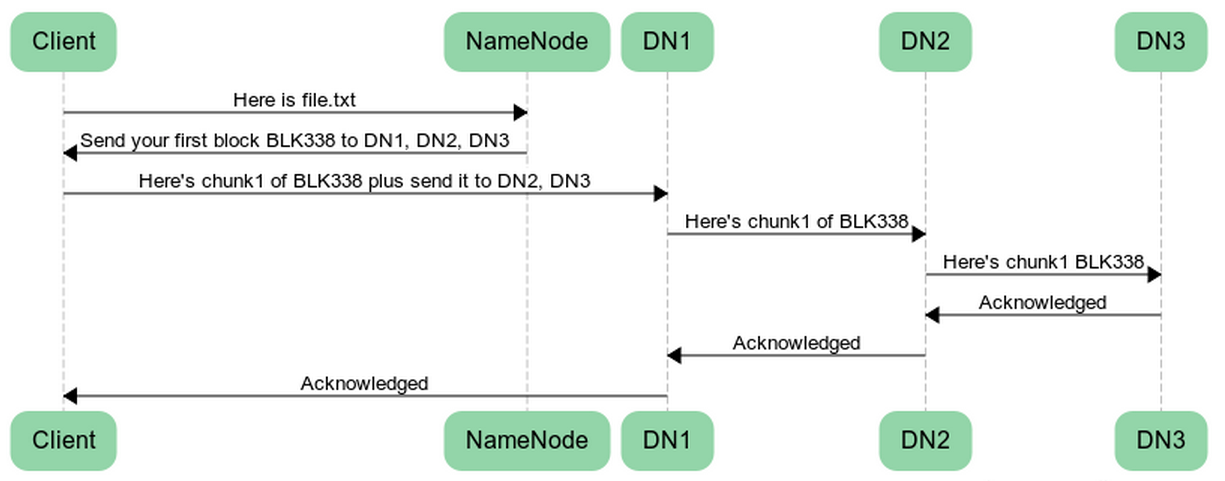 Client
NameNode
DN1
DN2
DN3
Here is file.txt
Send your first block BLK338 to DN1, DN2, DN3
Here's chunk1 of BLK338 plus send it to DN2, DN3
Here's chunk1 of BLK338
Here's chunk1 BLK338
Acknowledged
Acknowledged
Acknowledged
Client
NameNode
DN1
DN2
DN3